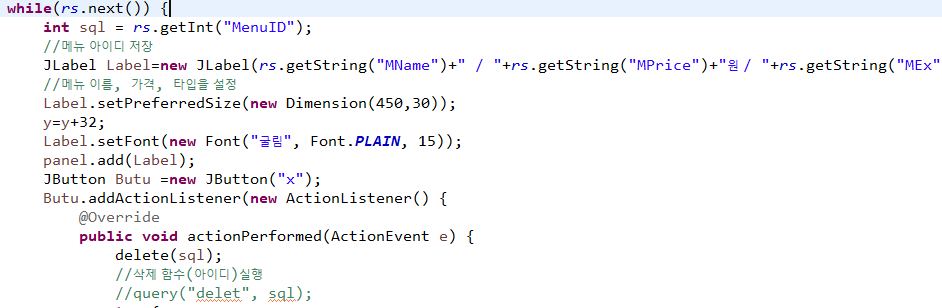 while(rs.next()) {
int sql = rs.getInt("MenuID");
//메뉴 아이디 저장
JLabel Label=new JLabel(rs.getString("MName")+" / "+rs.getString("MPrice")+"원 / "+rs.getString("MEx"
//메뉴 이름, 가격, 타입을 설정
Label.setPreferredSize(new Dimension(450,30));
y=y+32;
Label.setFont(new Font("굴림", Font.PLAIN, 15));
panel.add(Label);
JButton Butu =new JButton("x");
Butu.addActionListener(new ActionListener() {
@Override
public void actionPerformed(ActionEvent e) {
delete(sql);
//삭제 함수(아이디)실행
//query("delet", sql);